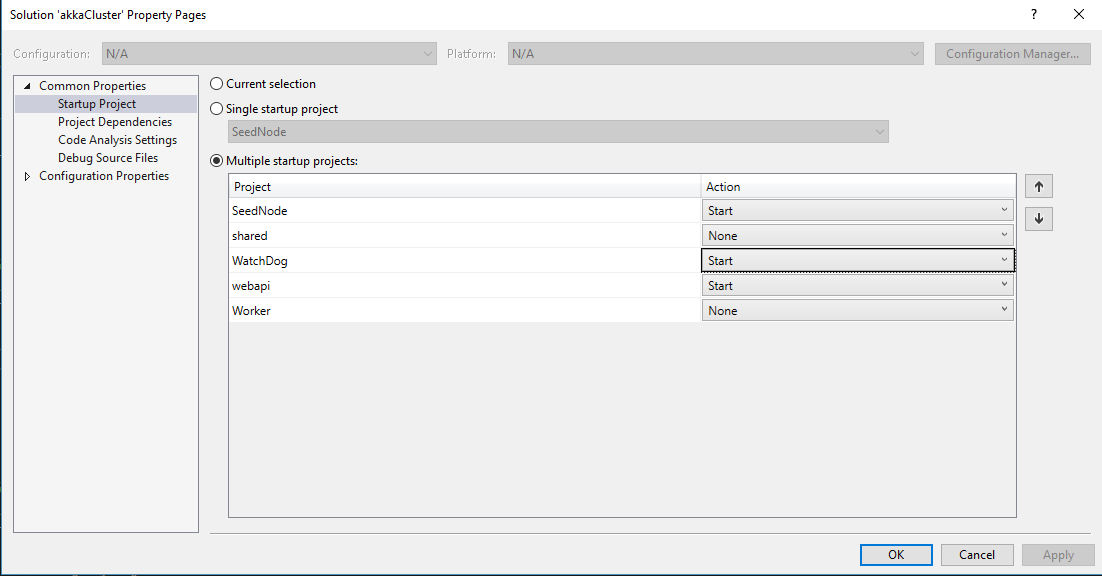 Solution 'akkaCluster' Property Pages
?
Configuration: N/A Platform: N/A Configuration Manager...
Common Properties
Startup Project
Project Dependencies
Code Analysis Settings
Debug Source Files
Configuration Properties
Current selection
Single startup project
SeedNode
Multiple startup projects:
Project Action
SeedNode Start
shared None
WatchDog Start
webapi Start
Worker None
OK Cancel Apply